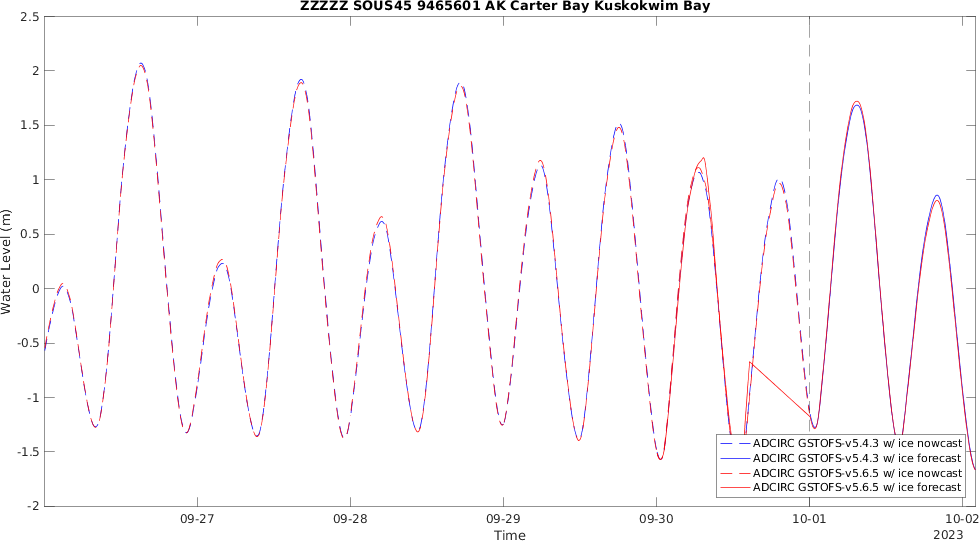 ZZZZZ SOUS45 9465601 AK Carter Bay Kuskokwim Bay
2.5
2
1.5
1
0.5
0
-0.5
-1
-1.5
-2
Water Level (m)
09-27
09-28
09-29
09-30
10-01
10-02
Time
2023
ADCIRC GSTOFS-v5.4.3 w/ ice nowcast
ADCIRC GSTOFS-v5.4.3 w/ ice forecast
ADCIRC GSTOFS-v5.6.5 w/ ice nowcast
ADCIRC GSTOFS-v5.6.5 w/ ice forecast